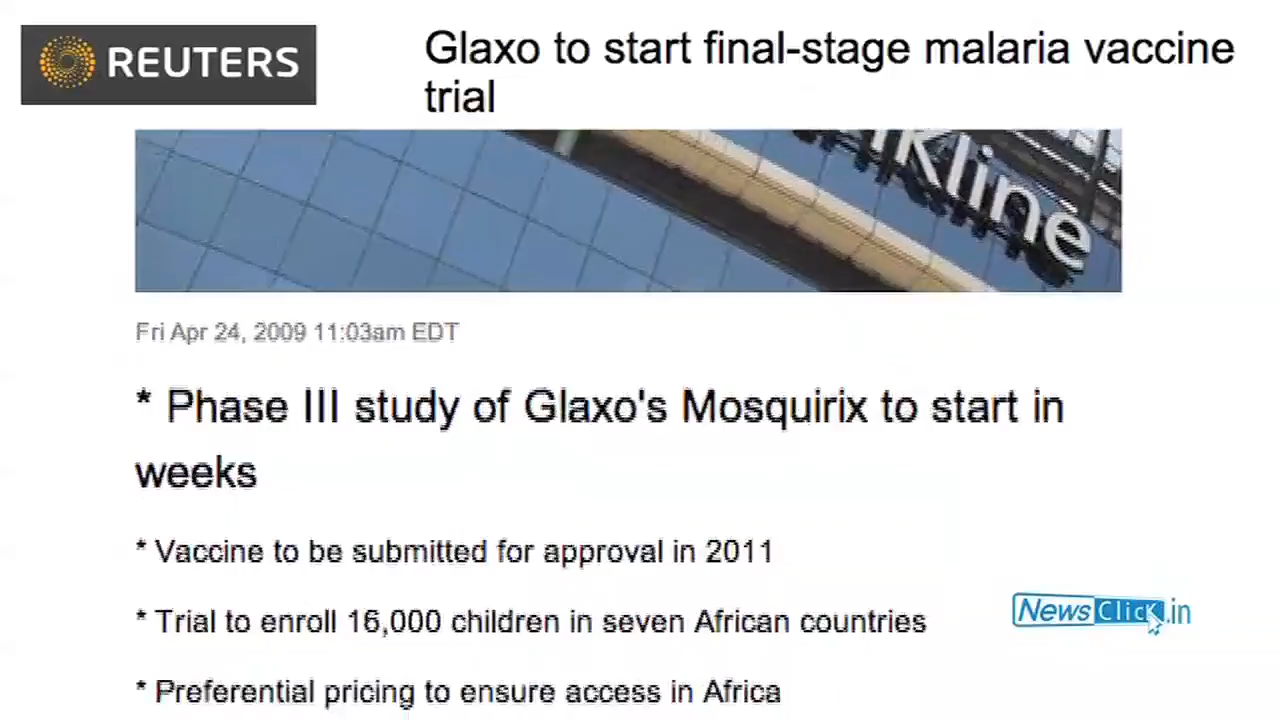 REUTERS
Glaxo to start final-stage malaria vaccine
trial
Kline
Fri Apr 24, 2009 11:03am EDT
* Phase III study of Glaxo's Mosquirix to start in
weeks
* Vaccine to be submitted for approval in 2011
* Trial to enroll 16,000 children in seven African countries
NewsClick.in
* Preferential pricing to ensure access in Africa